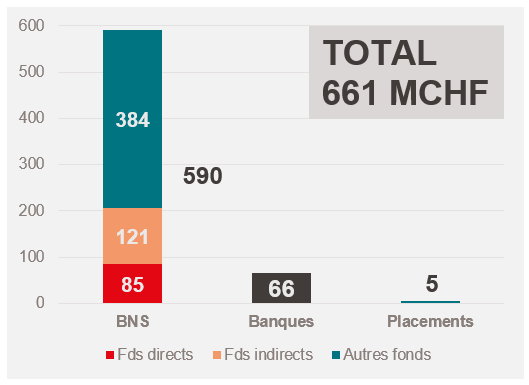 TOTAL
661 MCHF
600
500
400
300
200
100
0
384
121
85
590
66
5
BNS
Banques
Placements
Fds directs
Fds indirects
Autres fonds